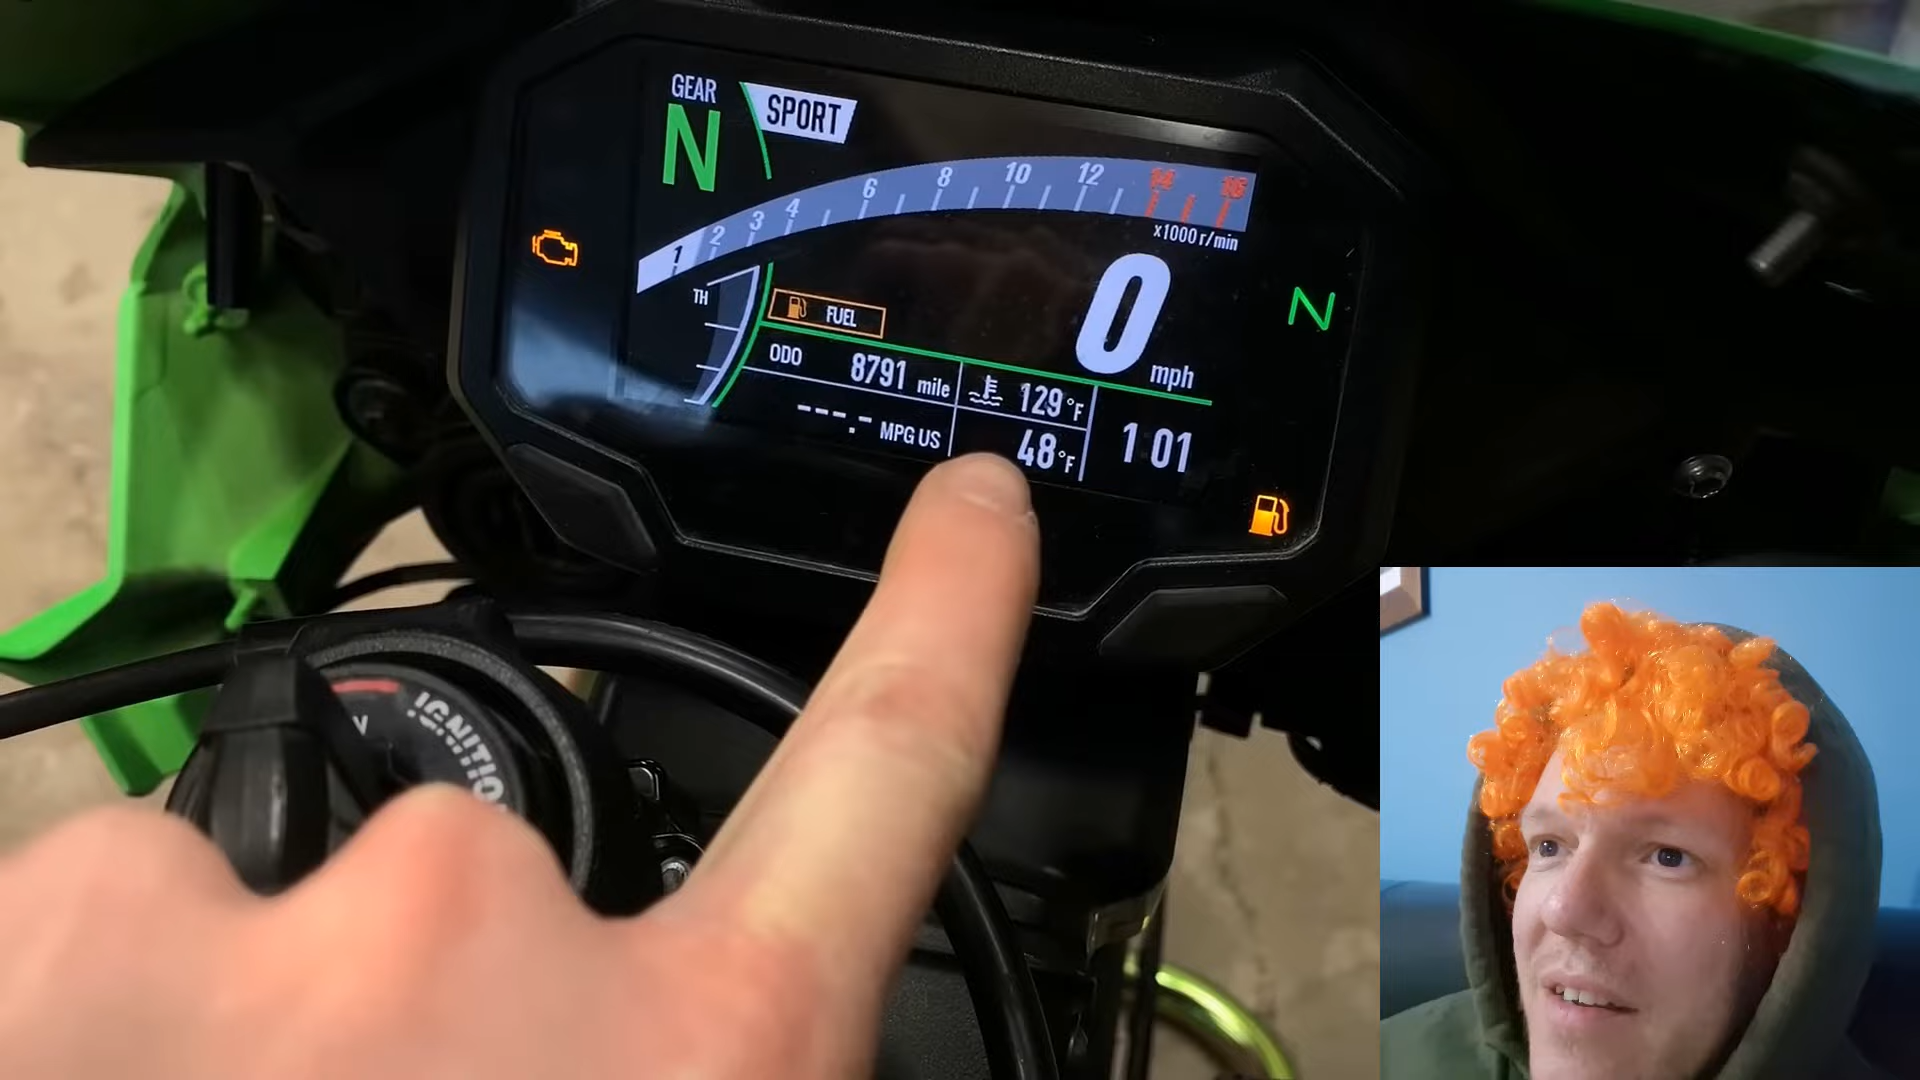 GEAR
N
SPORT
1 2 3 4 6 8 10 12 14 16
x1000 r/min
TH
FUEL
0 mph
N
ODO 8791 mile
129 °F
---.- MPG US
48 °F
1 01
IGNITION